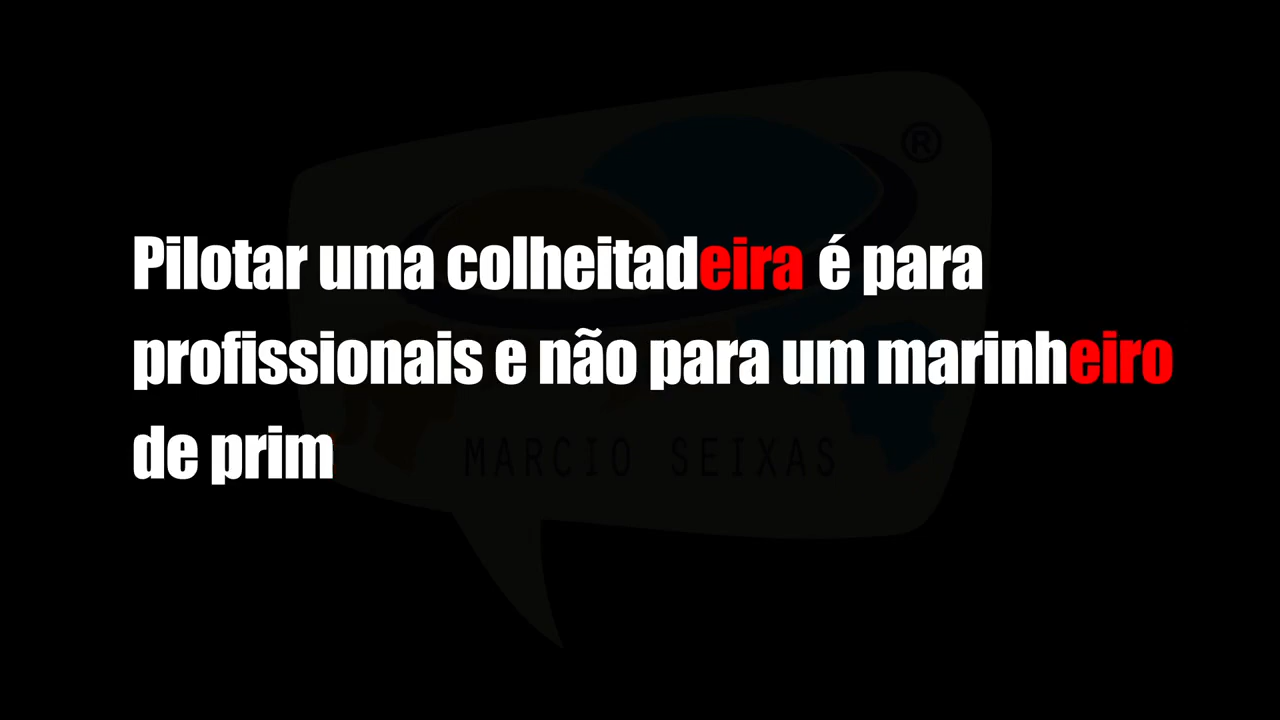 Pilotar uma colheitadeira é para
profissionais e não para um marinheiro
de prim
MARCIO SEIXAS
®